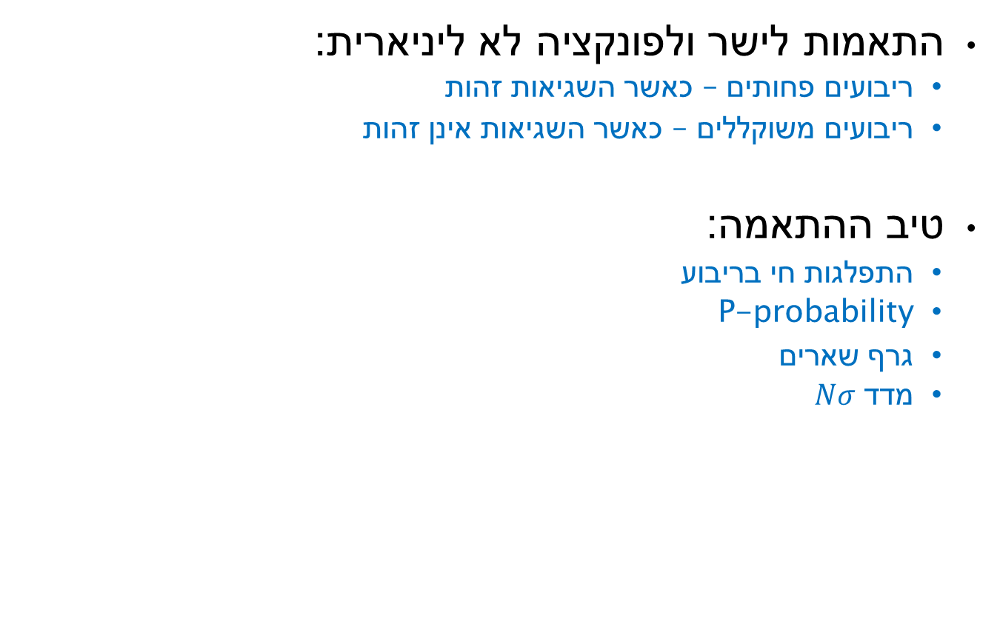 • התאמות לישר ולפונקציה לא ליניארית:
• ריבועים פחותים – כאשר השגיאות זהות
• ריבועים משוקללים – כאשר השגיאות אינן זהות
• טיב ההתאמה:
• התפלגות חי בריבוע
• P-probability
• גרף שארים
• מדד Nσ